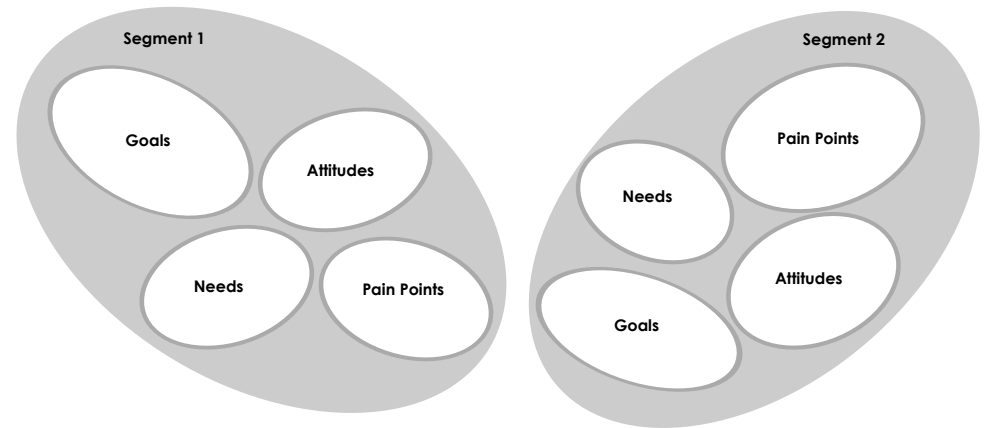 Segment 1
Goals
Attitudes
Needs
Pain Points
Segment 2
Pain Points
Needs
Attitudes
Goals